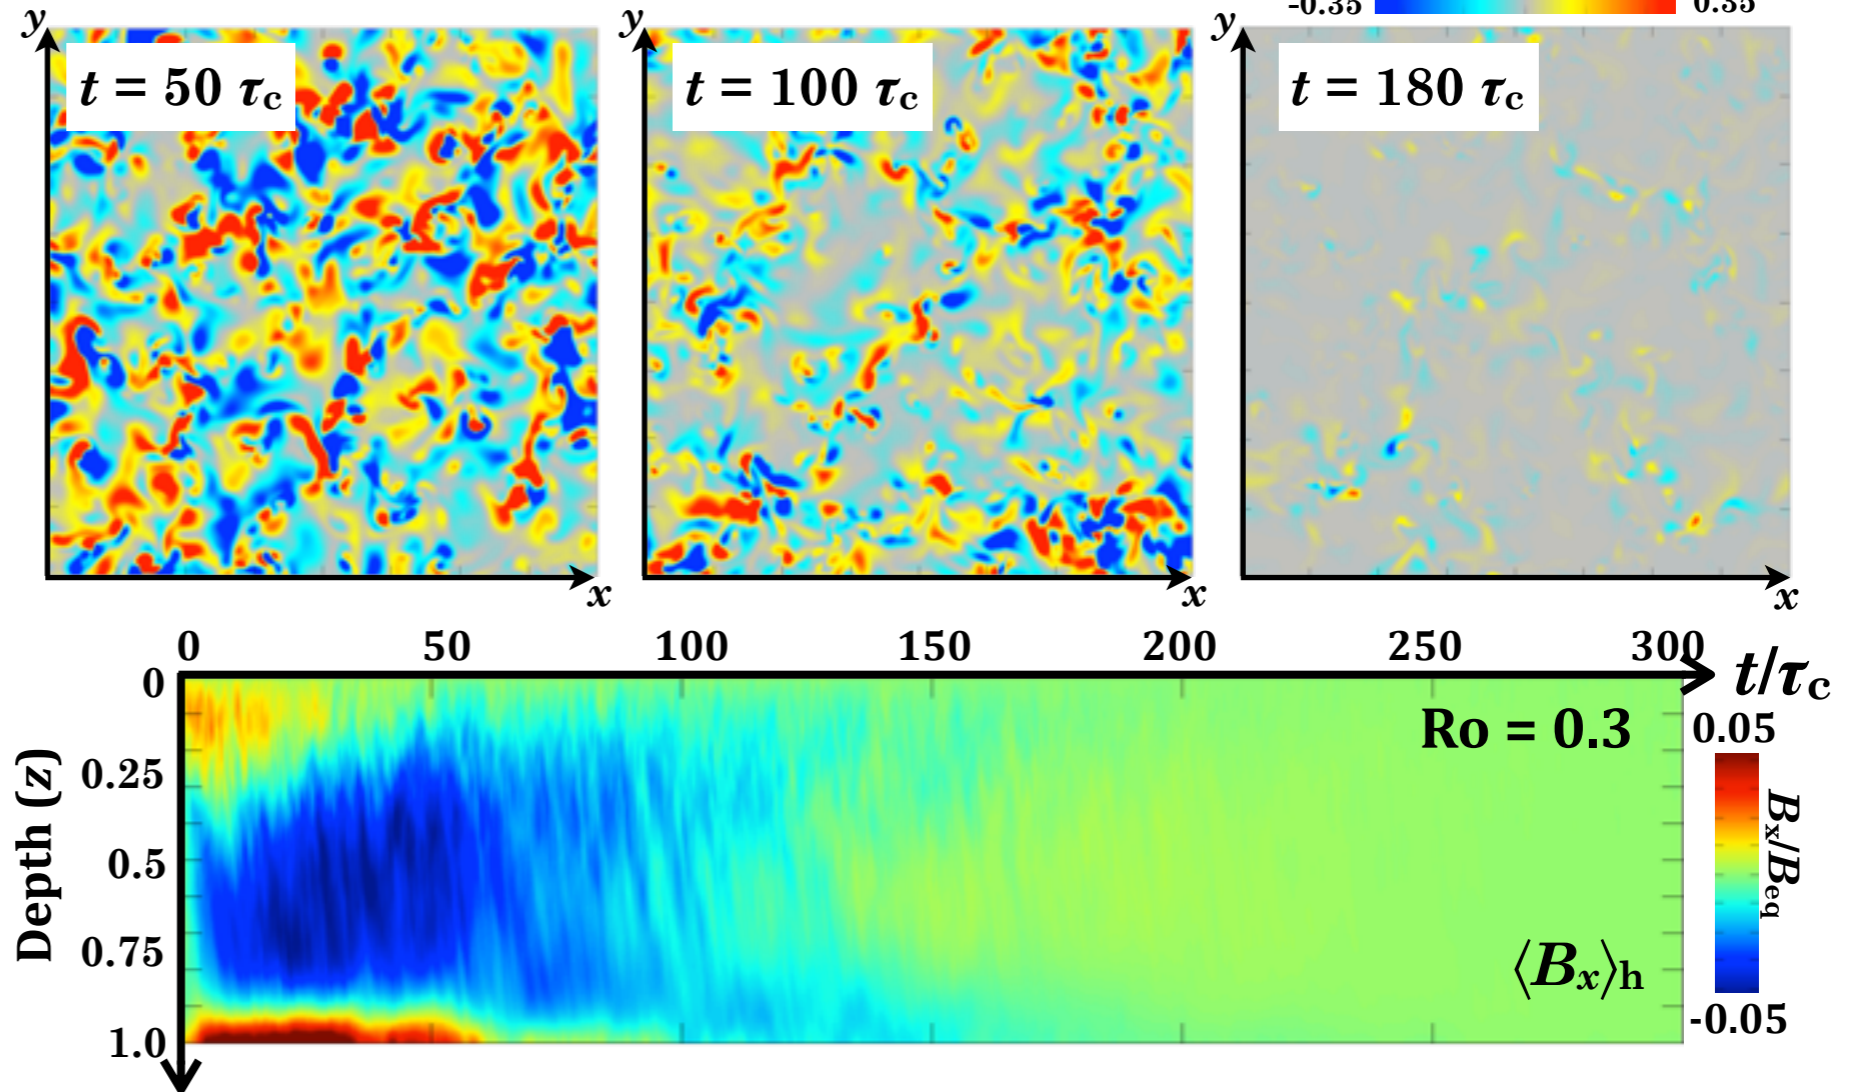 -0.35 0.35
y y y
t = 50 τc t = 100 τc t = 180 τc
x x x
0 50 100 150 200 250 300
t/τc
0
0.25
0.5
0.75
1.0
Depth (z)
Ro = 0.3
⟨Bx⟩h
0.05
Bx/Beq
-0.05